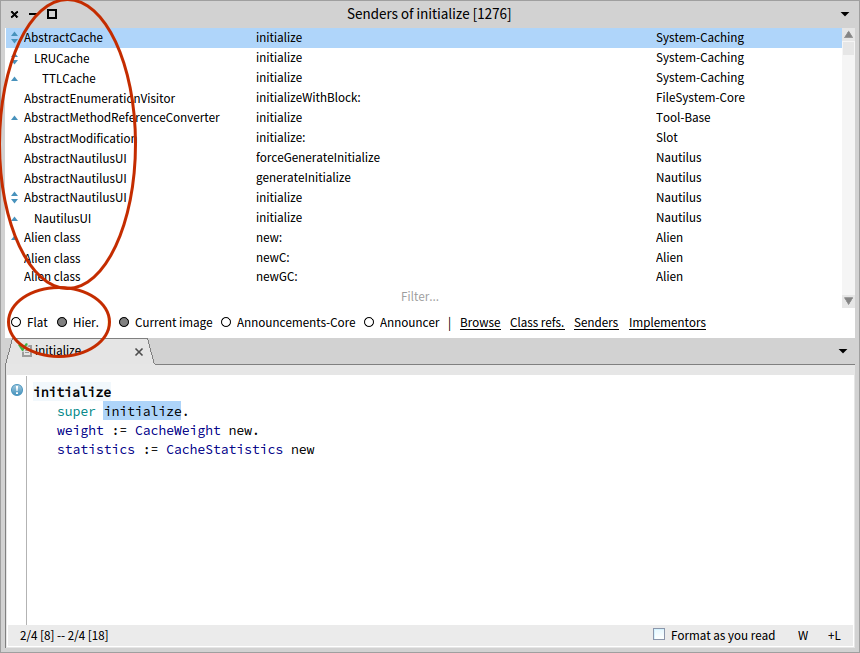 Senders of initialize [1276]
AbstractCache initialize System-Caching
LRUCache initialize System-Caching
TTLCache initialize System-Caching
AbstractEnumerationVisitor initializeWithBlock: FileSystem-Core
AbstractMethodReferenceConverter initialize Tool-Base
AbstractModification initialize: Slot
AbstractNautilusUI forceGenerateInitialize Nautilus
AbstractNautilusUI generateInitialize Nautilus
AbstractNautilusUI initialize Nautilus
NautilusUI initialize Nautilus
Alien class new: Alien
Alien class newC: Alien
Alien class newGC: Alien
Filter...
Flat Hier. Current image Announcements-Core Announcer | Browse Class refs. Senders Implementors
initialize
initialize
super initialize.
weight := CacheWeight new.
statistics := CacheStatistics new
2/4 [8] -- 2/4 [18] Format as you read W +L